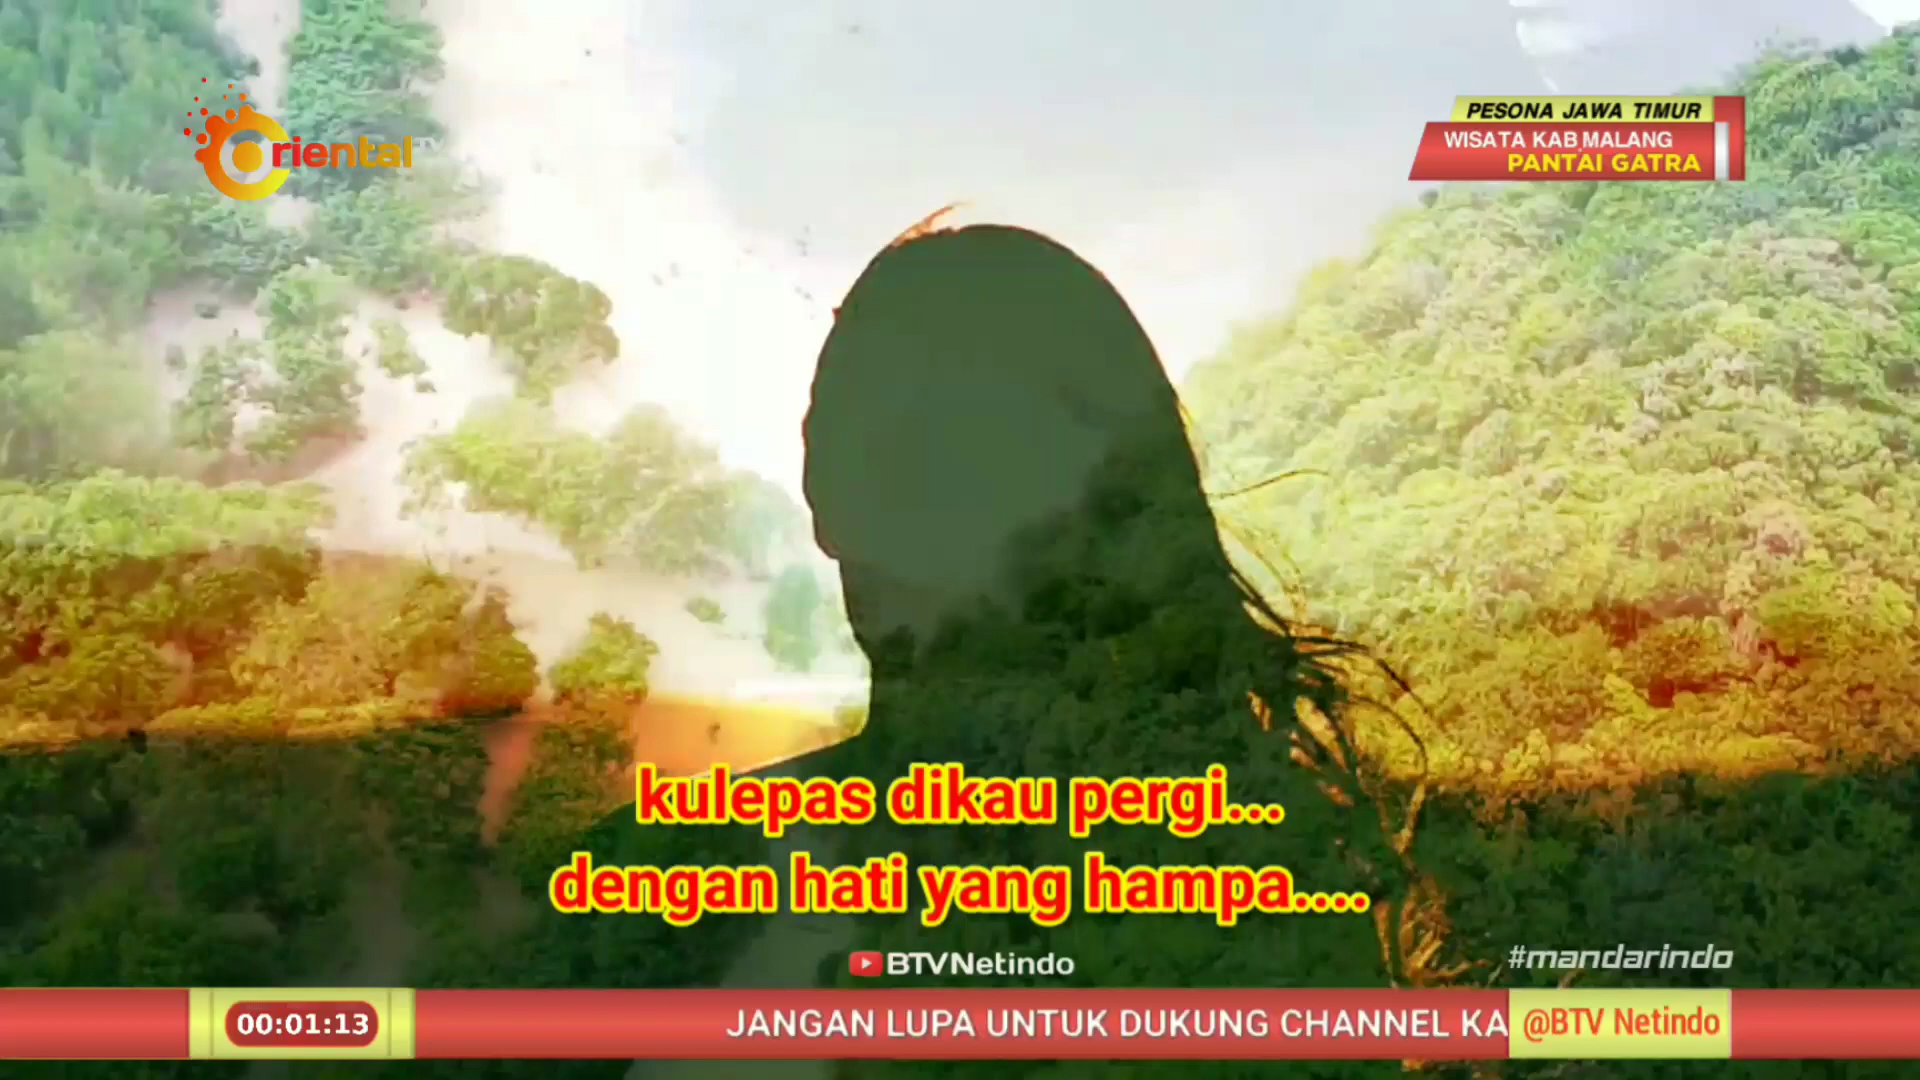 Oriental TV
PESONA JAWA TIMUR
WISATA KAB MALANG
PANTAI GATRA
kulepas dikau pergi...
dengan hati yang hampa....
BTVNetindo
#mandarindo
00:01:13
JANGAN LUPA UNTUK DUKUNG CHANNEL KA
@BTV Netindo